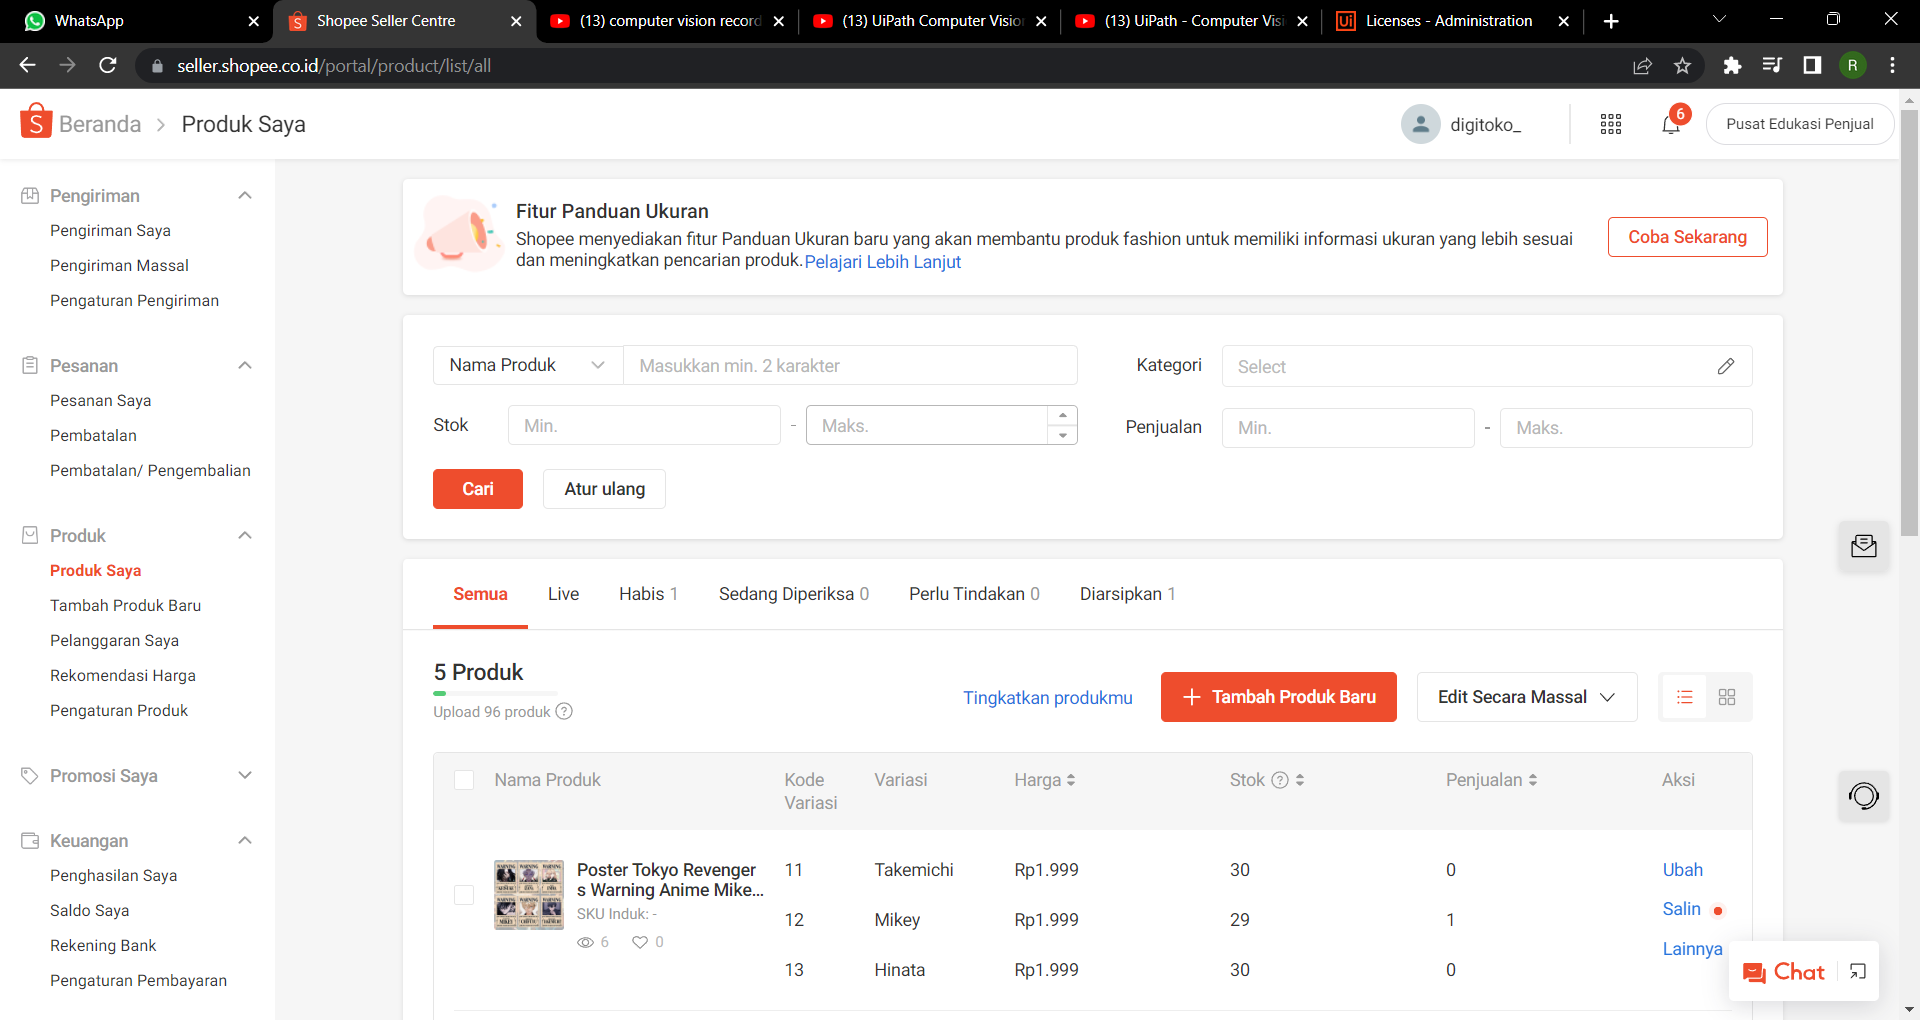 WhatsApp
Shopee Seller Centre
(13) computer vision record
(13) UiPath Computer Visio
(13) UiPath - Computer Vis
Ui
Licenses - Administration
seller.shopee.co.id/portal/product/list/all
R
Beranda > Produk Saya
digitoko_
6
Pusat Edukasi Penjual
Pengiriman
Pengiriman Saya
Pengiriman Massal
Pengaturan Pengiriman
Pesanan
Pesanan Saya
Pembatalan
Pembatalan/ Pengembalian
Produk
Produk Saya
Tambah Produk Baru
Pelanggaran Saya
Rekomendasi Harga
Pengaturan Produk
Promosi Saya
Keuangan
Penghasilan Saya
Saldo Saya
Rekening Bank
Pengaturan Pembayaran
Fitur Panduan Ukuran
Shopee menyediakan fitur Panduan Ukuran baru yang akan membantu produk fashion untuk memiliki informasi ukuran yang lebih sesuai
dan meningkatkan pencarian produk.Pelajari Lebih Lanjut
Coba Sekarang
Nama Produk
Masukkan min. 2 karakter
Kategori
Select
Stok
Min.
-
Maks.
Penjualan
Min.
-
Maks.
Cari
Atur ulang
Semua
Live
Habis 1
Sedang Diperiksa 0
Perlu Tindakan 0
Diarsipkan 1
5 Produk
Upload 96 produk ?
Tingkatkan produkmu
+ Tambah Produk Baru
Edit Secara Massal
Nama Produk
Kode
Variasi
Variasi
Harga
Stok ?
Penjualan
Aksi
Poster Tokyo Revenger
s Warning Anime Mike...
SKU Induk: -
6
0
11 Takemichi Rp1.999 30 0
12 Mikey Rp1.999 29 1
13 Hinata Rp1.999 30 0
Ubah
Salin
Lainnya
Chat